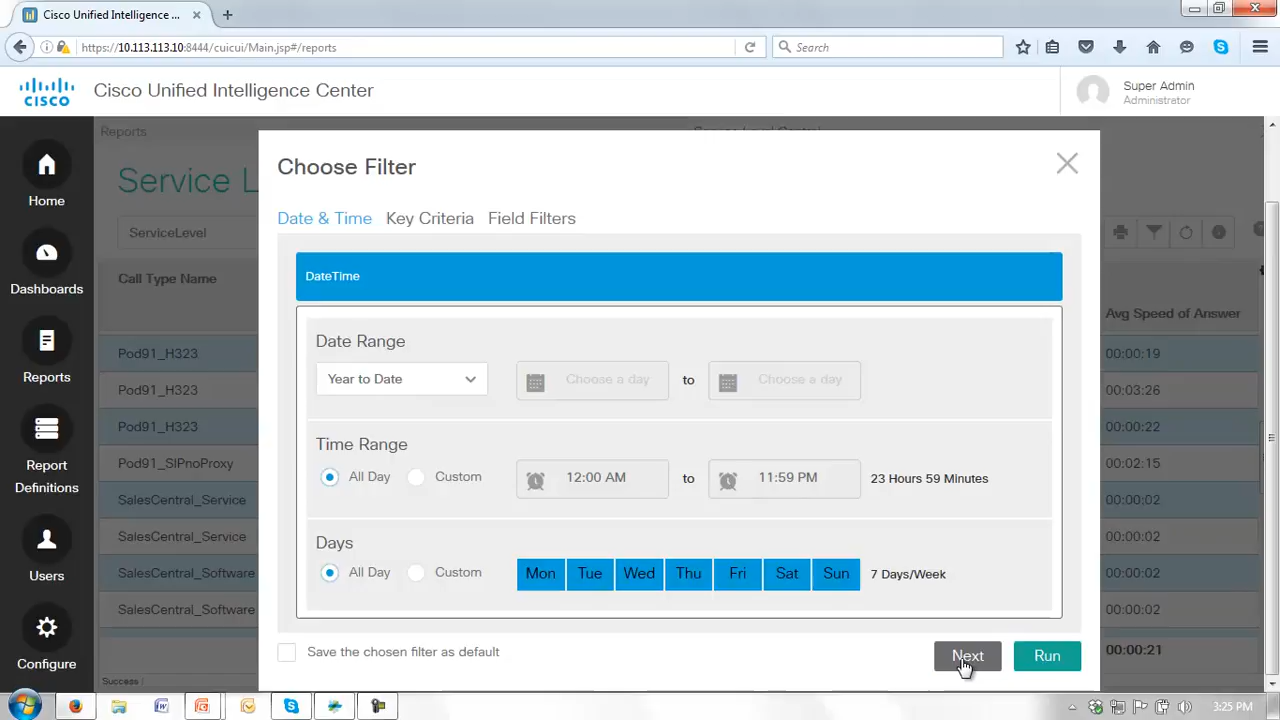 Cisco Unified Intelligence ...
https://10.113.113.10:8444/cuicui/Main.jsp#/reports
Search
CISCO
Cisco Unified Intelligence Center
Super Admin
Administrator
Reports
Service L
ServiceLevel
Call Type Name
Avg Speed of Answer
Pod91_H323
00:00:19
Pod91_H323
00:03:26
Pod91_H323
00:00:22
Pod91_SIPnoProxy
00:02:15
SalesCentral_Service
00:00:02
SalesCentral_Service
00:00:02
SalesCentral_Software
00:00:02
SalesCentral_Software
00:00:02
00:00:21
Success
Home
Dashboards
Reports
Report
Definitions
Users
Configure
Choose Filter
Date & Time Key Criteria Field Filters
DateTime
Date Range
Year to Date Choose a day to Choose a day
Time Range
All Day Custom 12:00 AM to 11:59 PM 23 Hours 59 Minutes
Days
All Day Custom Mon Tue Wed Thu Fri Sat Sun 7 Days/Week
Save the chosen filter as default
Next Run
3:25 PM